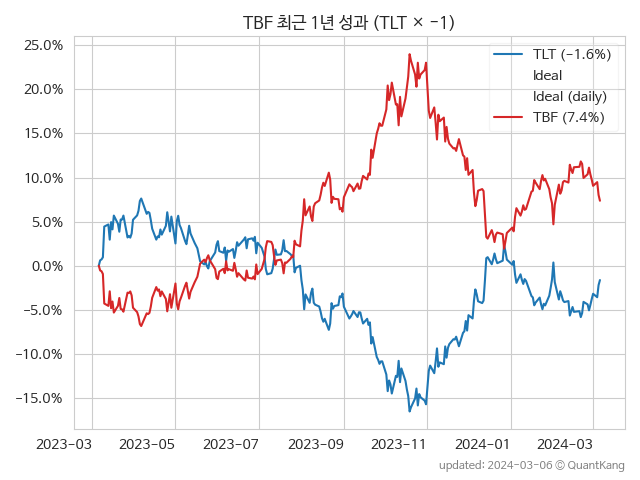 TBF 최근 1년 성과 (TLT × −1)
25.0%
20.0%
15.0%
10.0%
5.0%
0.0%
−5.0%
−10.0%
−15.0%
TLT (−1.6%)
Ideal
Ideal (daily)
TBF (7.4%)
2023−03 2023−05 2023−07 2023−09 2023−11 2024−01 2024−03
updated: 2024−03−06 © QuantKang